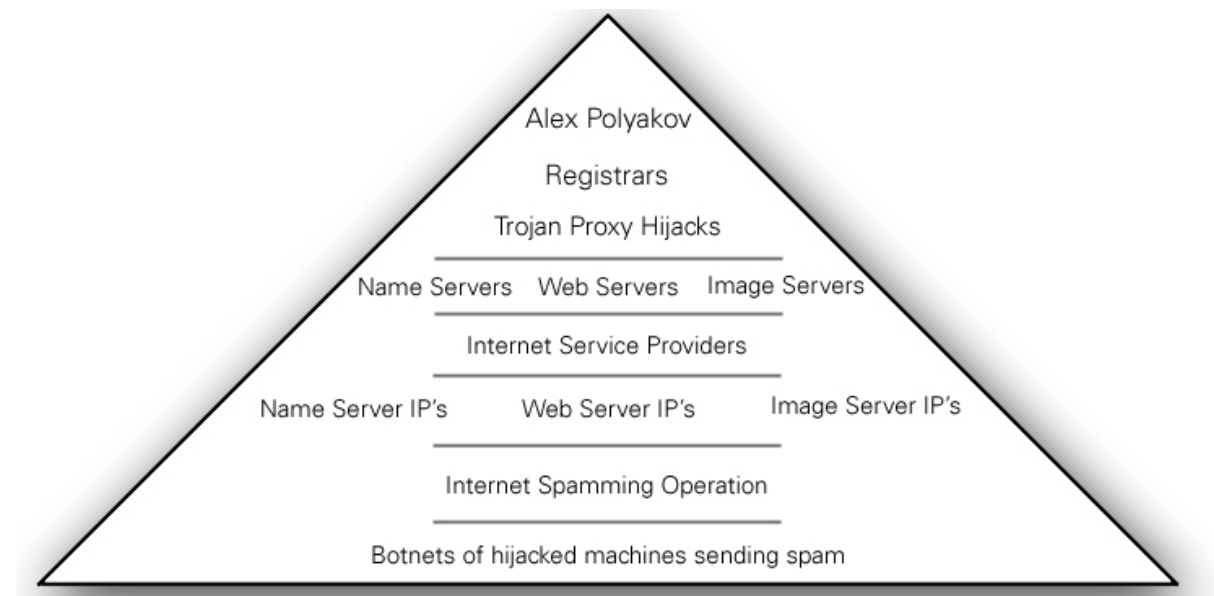 Alex Polyakov
Registrars
Trojan Proxy Hijacks
Name Servers Web Servers Image Servers
Internet Service Providers
Name Server IP's Web Server IP's Image Server IP's
Internet Spamming Operation
Botnets of hijacked machines sending spam